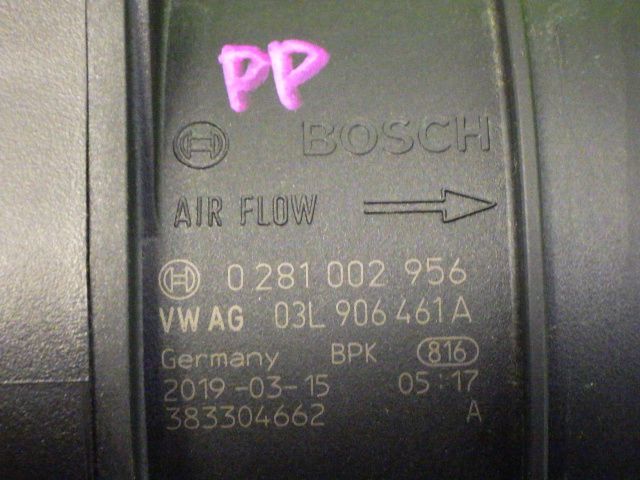 PP
BOSCH
AIR FLOW
0 281 002 956
VW AG 03L 906 461 A
Germany BPK 816
2019-03-15 05:17
383304662 A